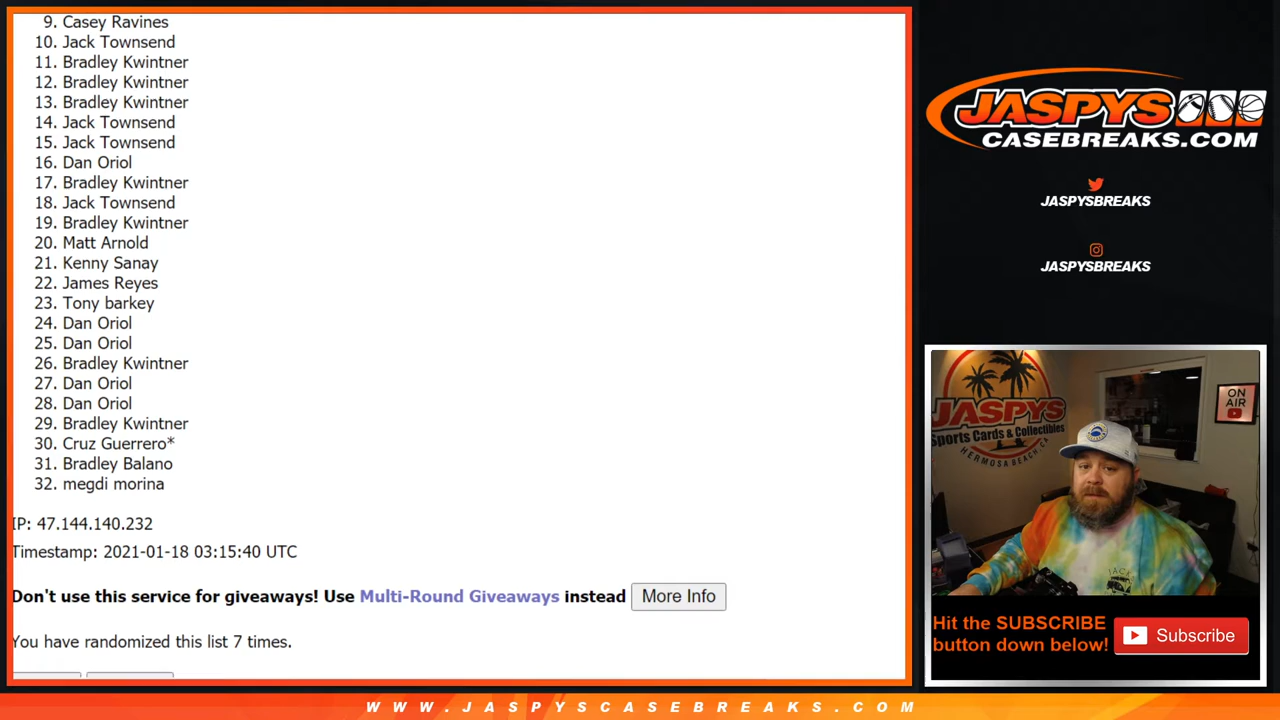 9. Casey Ravines
10. Jack Townsend
11. Bradley Kwintner
12. Bradley Kwintner
13. Bradley Kwintner
14. Jack Townsend
15. Jack Townsend
16. Dan Oriol
17. Bradley Kwintner
18. Jack Townsend
19. Bradley Kwintner
20. Matt Arnold
21. Kenny Sanay
22. James Reyes
23. Tony barkey
24. Dan Oriol
25. Dan Oriol
26. Bradley Kwintner
27. Dan Oriol
28. Dan Oriol
29. Bradley Kwintner
30. Cruz Guerrero*
31. Bradley Balano
32. megdi morina
IP: 47.144.140.232
Timestamp: 2021-01-18 03:15:40 UTC
Don't use this service for giveaways! Use Multi-Round Giveaways instead More Info
You have randomized this list 7 times.
JASPYS
CASEBREAKS.COM
JASPYSBREAKS
JASPYSBREAKS
JASPYS
Sports Cards & Collectibles
HERMOSA BEACH, CA
ON
AIR
Hit the SUBSCRIBE
button down below!
Subscribe
WWW.JASPYSCASEBREAKS.COM